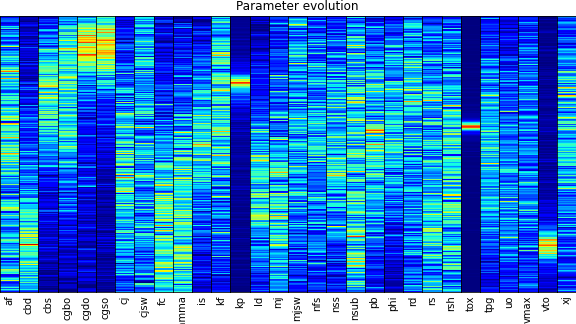 Parameter evolution
af
cbd
cbs
cgbo
cgdo
cgso
cj
cjsw
fc
mma
is
kf
kp
ld
mj
mjsw
nfs
nss
nsub
pb
phi
rd
rs
rsh
tox
tpg
uo
vmax
vto
xj